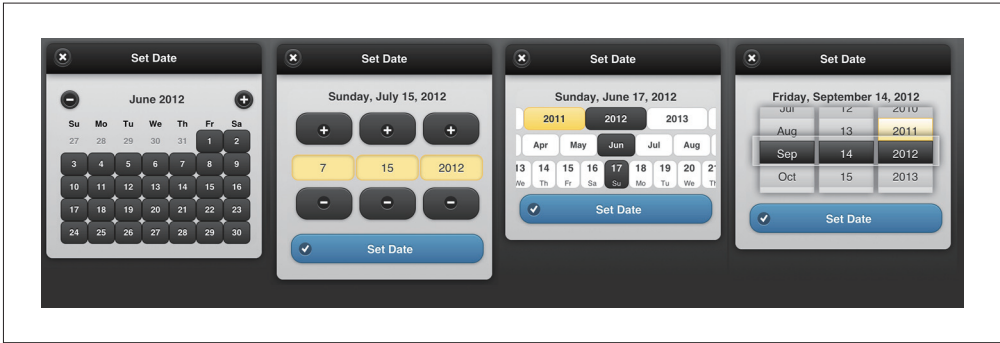 Set Date
June 2012
Su Mo Tu We Th Fr Sa
27 28 29 30 31 1 2
3 4 5 6 7 8 9
10 11 12 13 14 15 16
17 18 19 20 21 22 23
24 25 26 27 28 29 30
Set Date
Sunday, July 15, 2012
7 15 2012
Set Date
Set Date
Sunday, June 17, 2012
2011 2012 2013
Apr May Jun Jul Aug
13 14 15 16 17 18 19 20 21
We Th Fr Sa Su Mo Tu We Th
Set Date
Set Date
Friday, September 14, 2012
Jul 12 2010
Aug 13 2011
Sep 14 2012
Oct 15 2013
Set Date